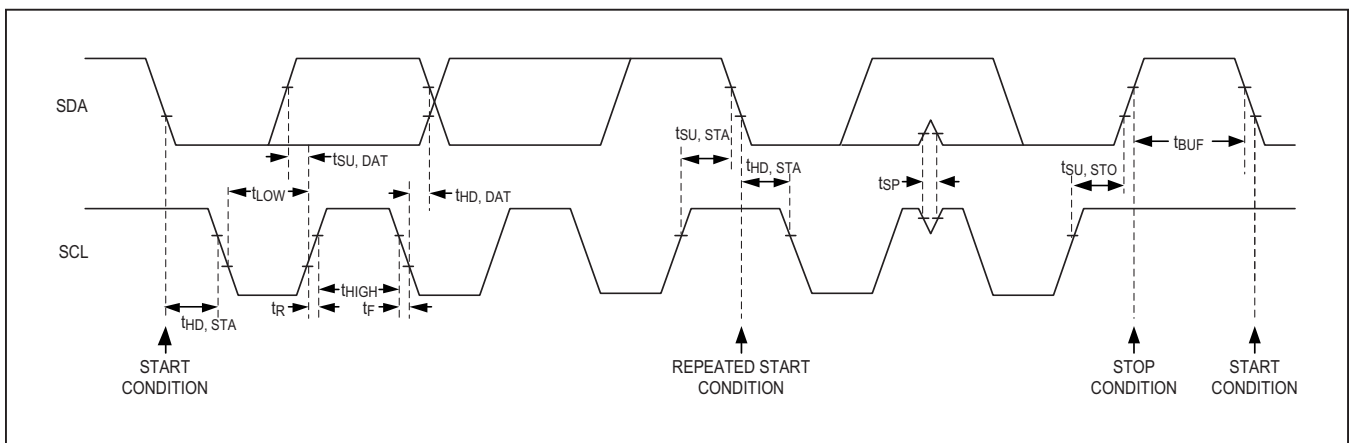 SDA
tSU, STA
tBUF
tSU, DAT
tHD, STA
tSU, STO
tLOW
tHD, DAT
tSP
SCL
tHIGH
tR
tF
tHD, STA
START
CONDITION
REPEATED START
CONDITION
STOP
CONDITION
START
CONDITION